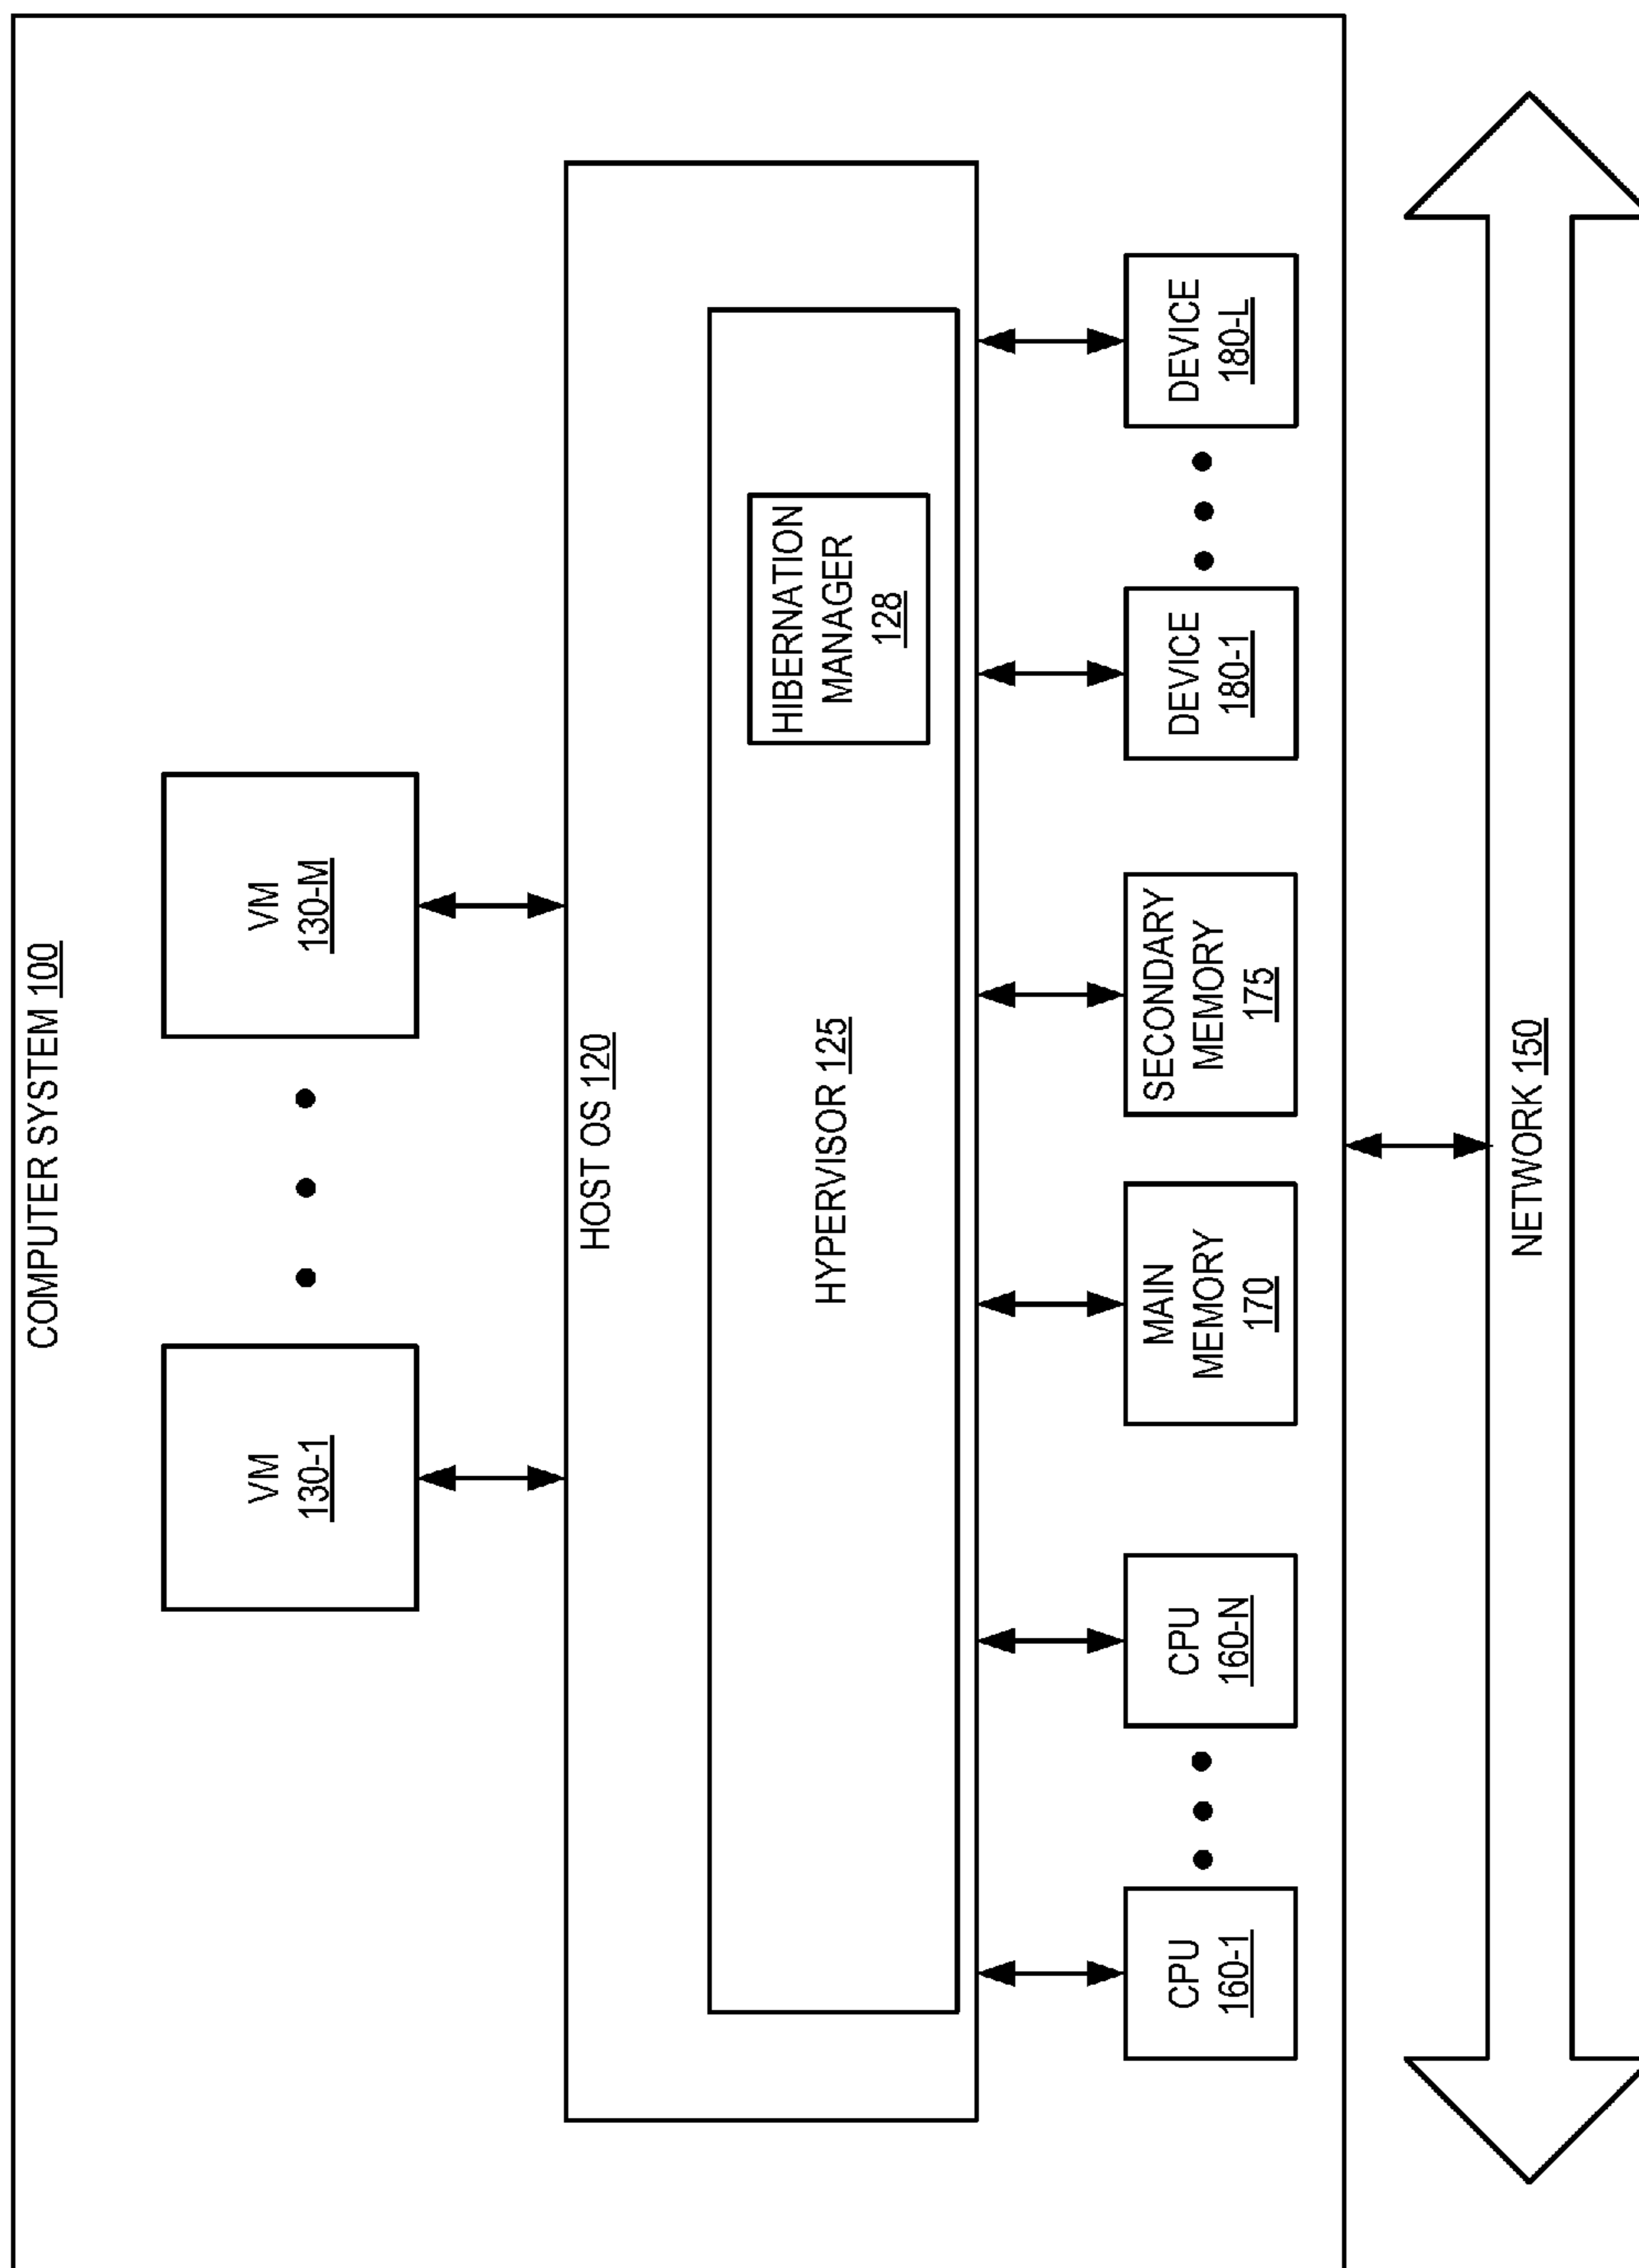 COMPUTER SYSTEM 100
VM
130-1
VM
130-M
HOST OS 120
HYPERVISOR 125
HIBERNATION
MANAGER
128
CPU
160-1
CPU
160-N
MAIN
MEMORY
170
SECONDARY
MEMORY
175
DEVICE
180-1
DEVICE
180-L
NETWORK 150